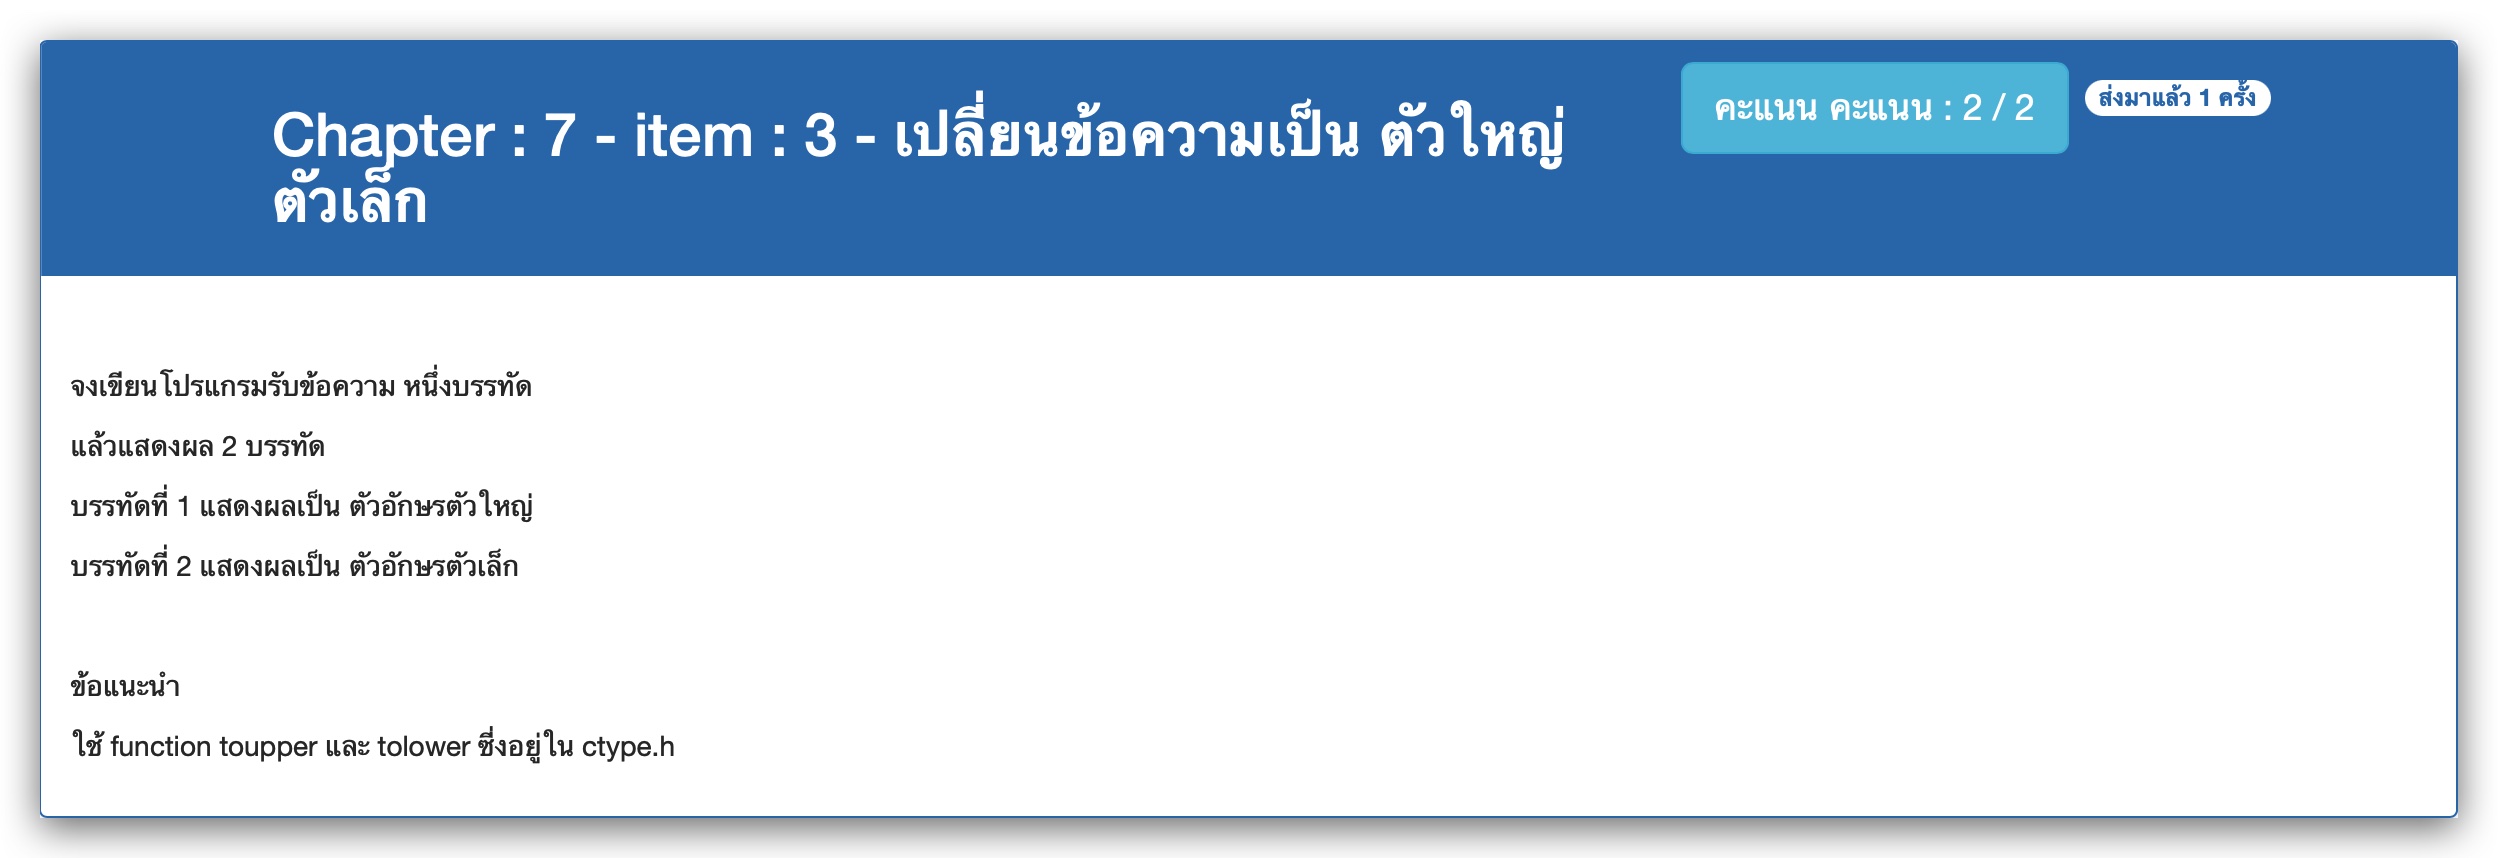 Chapter : 7 - item : 3 - เปลี่ยนข้อความเป็น ตัวใหญ่
ตัวเล็ก
คะแนน คะแนน : 2 / 2
ส่งมาแล้ว 1 ครั้ง
จงเขียนโปรแกรมรับข้อความ หนึ่งบรรทัด
แล้วแสดงผล 2 บรรทัด
บรรทัดที่ 1 แสดงผลเป็น ตัวอักษรตัวใหญ่
บรรทัดที่ 2 แสดงผลเป็น ตัวอักษรตัวเล็ก
ข้อแนะนำ
ใช้ function toupper และ tolower ซึ่งอยู่ใน ctype.h